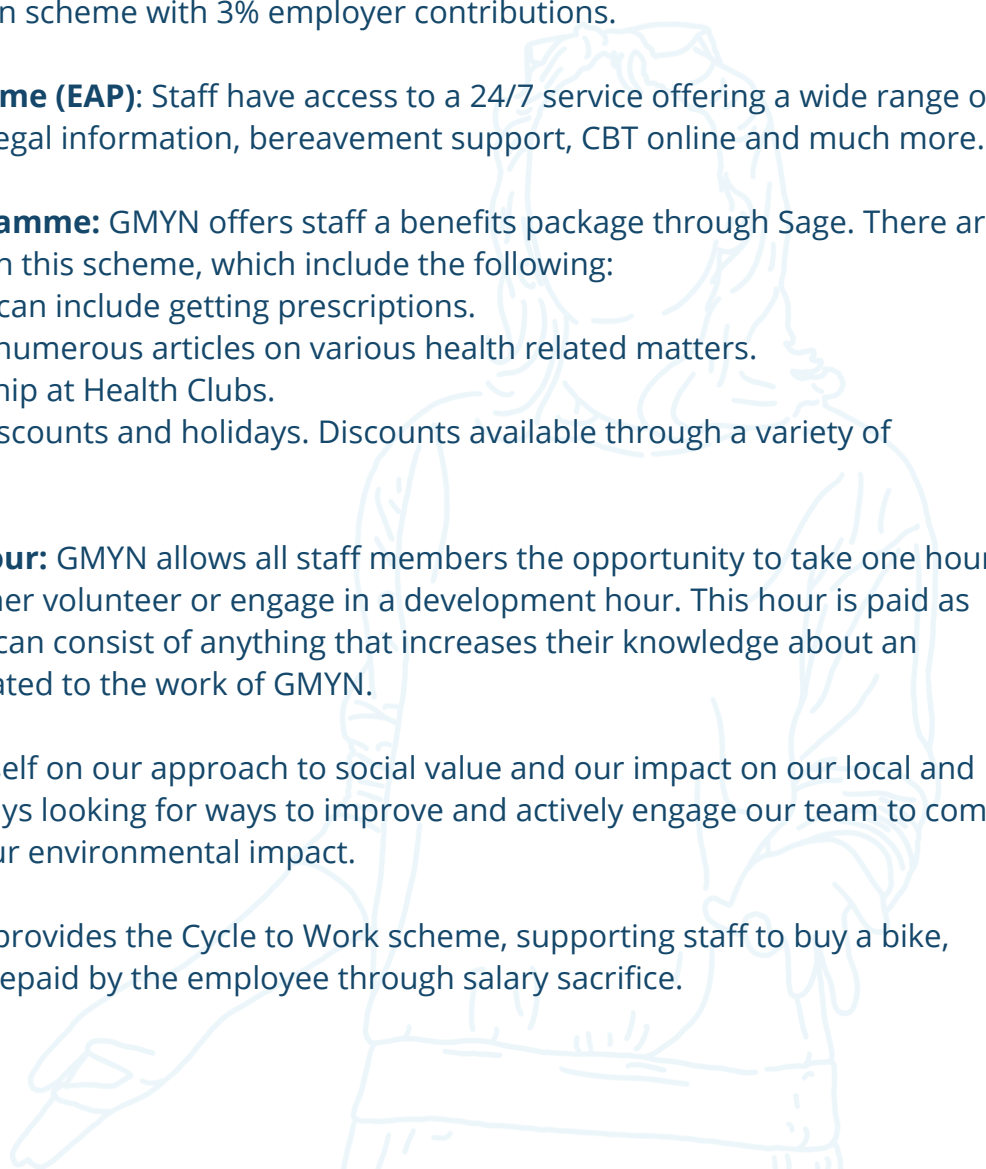 n scheme with 3% employer contributions.
me (EAP): Staff have access to a 24/7 service offering a wide range o
egal information, bereavement support, CBT online and much more.
amme: GMYN offers staff a benefits package through Sage. There ar
n this scheme, which include the following:
can include getting prescriptions.
numerous articles on various health related matters.
hip at Health Clubs.
scounts and holidays. Discounts available through a variety of
our: GMYN allows all staff members the opportunity to take one hour
her volunteer or engage in a development hour. This hour is paid as
can consist of anything that increases their knowledge about an
ated to the work of GMYN.
self on our approach to social value and our impact on our local and
ys looking for ways to improve and actively engage our team to com
ur environmental impact.
provides the Cycle to Work scheme, supporting staff to buy a bike,
epaid by the employee through salary sacrifice.